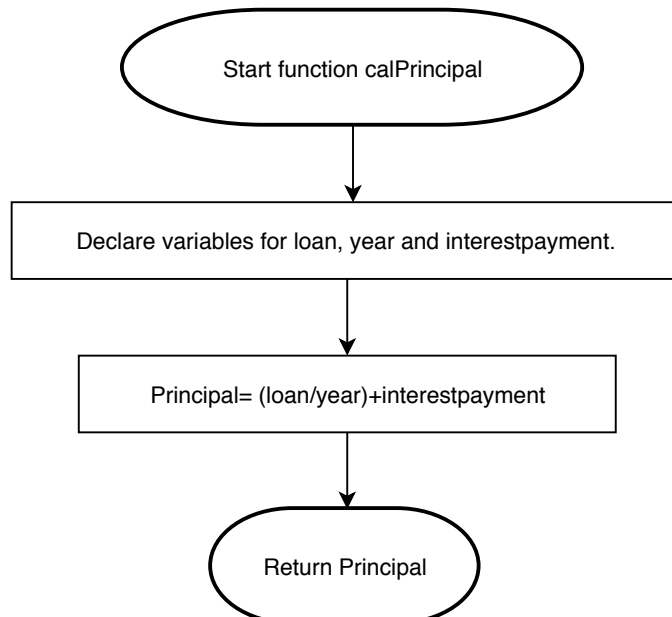 Start function calPrincipal
Declare variables for loan, year and interestpayment.
Principal= (loan/year)+interestpayment
Return Principal